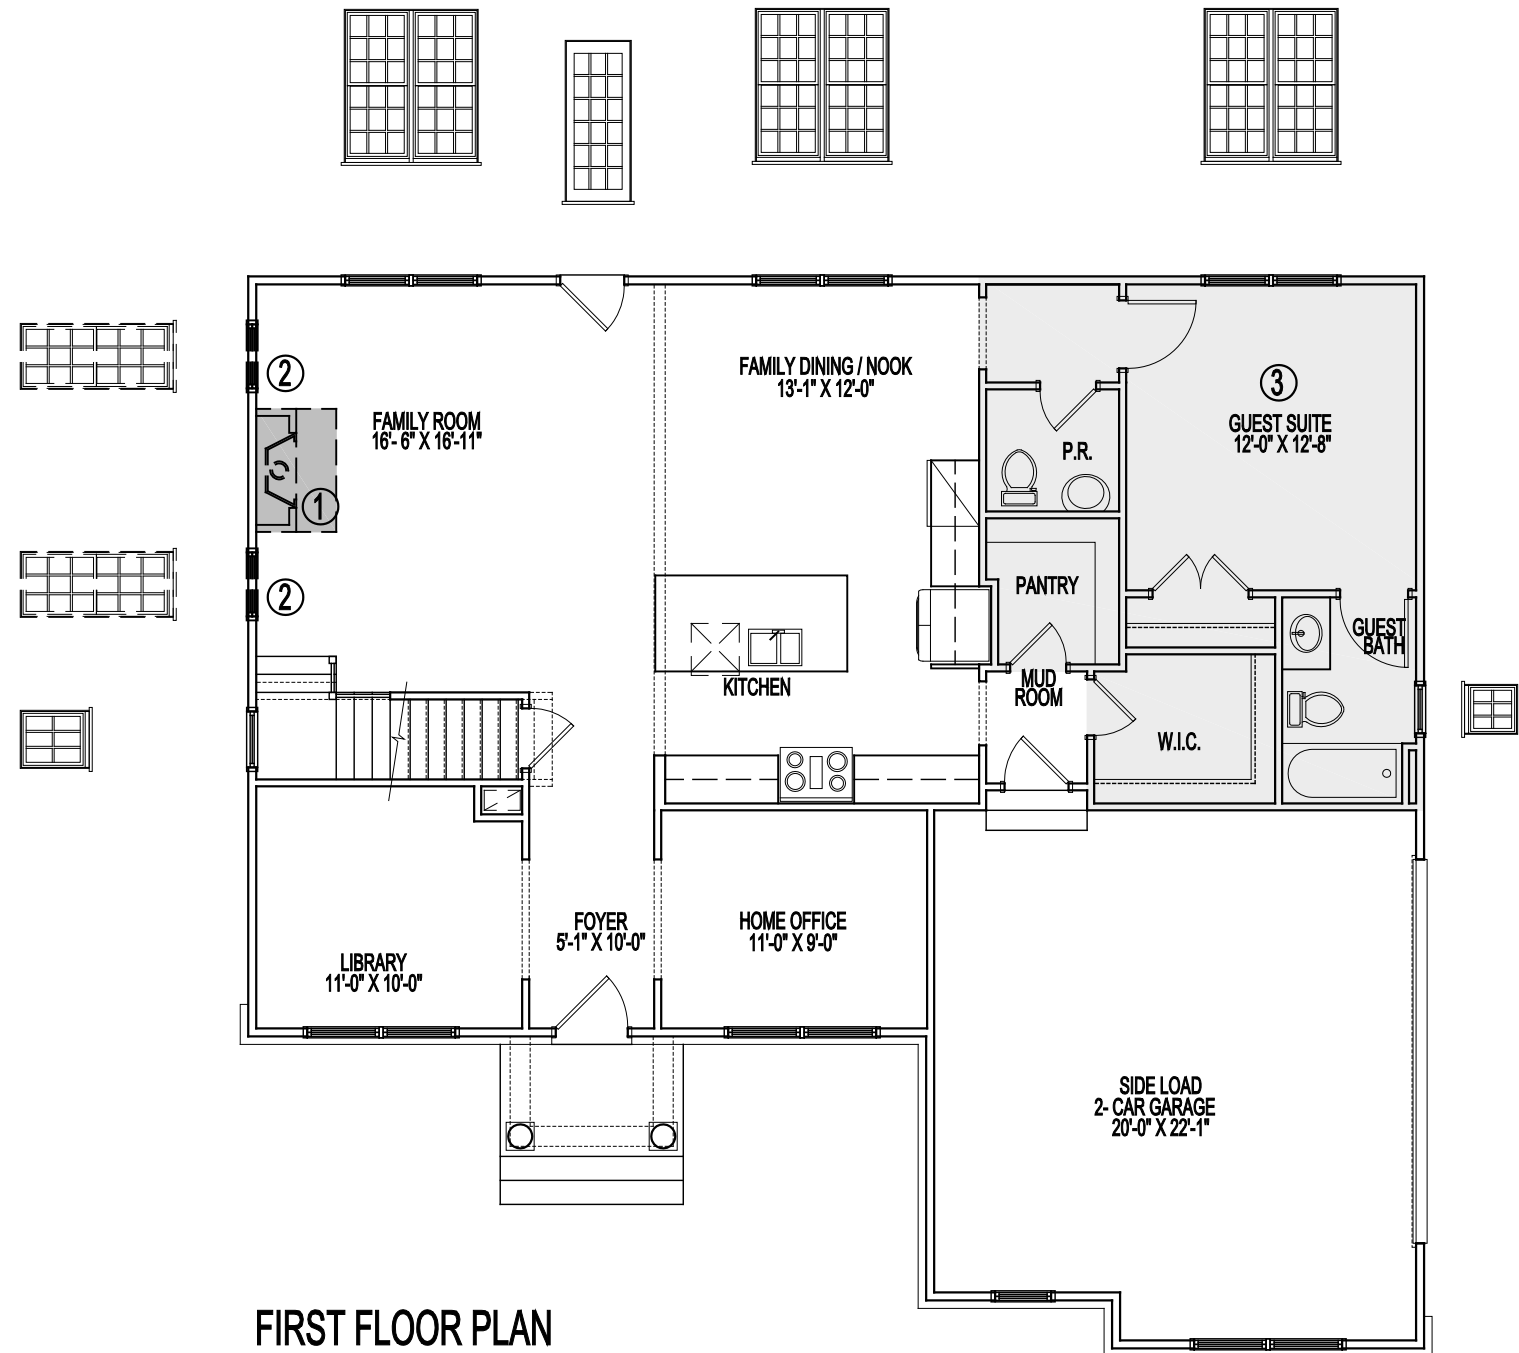 2
FAMILY ROOM
16'- 6" X 16'-11"
1
2
FAMILY DINING / NOOK
13'-1" X 12'-0"
3
GUEST SUITE
12'-0" X 12'-8"
P.R.
PANTRY
GUEST
BATH
KITCHEN
MUD
ROOM
W.I.C.
LIBRARY
11'-0" X 10'-0"
FOYER
5'-1" X 10'-0"
HOME OFFICE
11'-0" X 9'-0"
SIDE LOAD
2- CAR GARAGE
20'-0" X 22'-1"
FIRST FLOOR PLAN